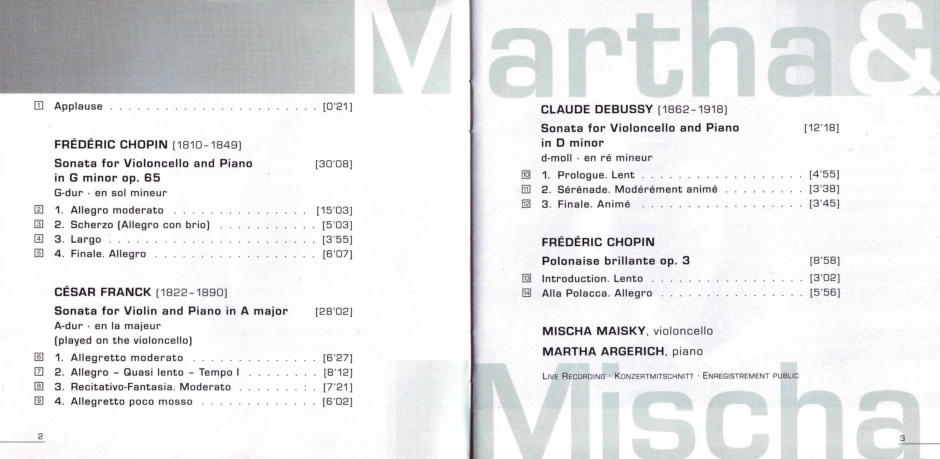 Martha &
1 Applause . . . . . . . . . . . . . . . . . . . . . . . [0'21]
FRÉDÉRIC CHOPIN (1810-1849)
Sonata for Violoncello and Piano [30'08]
in G minor op. 65
G-dur · en sol mineur
2 1. Allegro moderato . . . . . . . . . . . . . . . [15'03]
3 2. Scherzo (Allegro con brio) . . . . . . . . . . [5'03]
4 3. Largo . . . . . . . . . . . . . . . . . . . . . . [3'55]
5 4. Finale. Allegro . . . . . . . . . . . . . . . . . [6'07]
CÉSAR FRANCK (1822-1890)
Sonata for Violin and Piano in A major [28'02]
A-dur · en la majeur
(played on the violoncello)
6 1. Allegretto moderato . . . . . . . . . . . . . [6'27]
7 2. Allegro – Quasi lento – Tempo I . . . . . . . . [8'12]
8 3. Recitativo-Fantasia. Moderato . . . . . . . . [7'21]
9 4. Allegretto poco mosso . . . . . . . . . . . . [6'02]
2
CLAUDE DEBUSSY (1862-1918)
Sonata for Violoncello and Piano [12'18]
in D minor
d-moll · en ré mineur
10 1. Prologue. Lent . . . . . . . . . . . . . . . . . [4'55]
11 2. Sérénade. Modérément animé . . . . . . . . . [3'38]
12 3. Finale. Animé . . . . . . . . . . . . . . . . . [3'45]
FRÉDÉRIC CHOPIN
Polonaise brillante op. 3 [8'58]
13 Introduction. Lento . . . . . . . . . . . . . . . . [3'02]
14 Alla Polacca. Allegro . . . . . . . . . . . . . . . [5'56]
MISCHA MAISKY, violoncello
MARTHA ARGERICH, piano
LIVE RECORDING · KONZERTMITSCHNITT · ENREGISTREMENT PUBLIC
Mischa
3